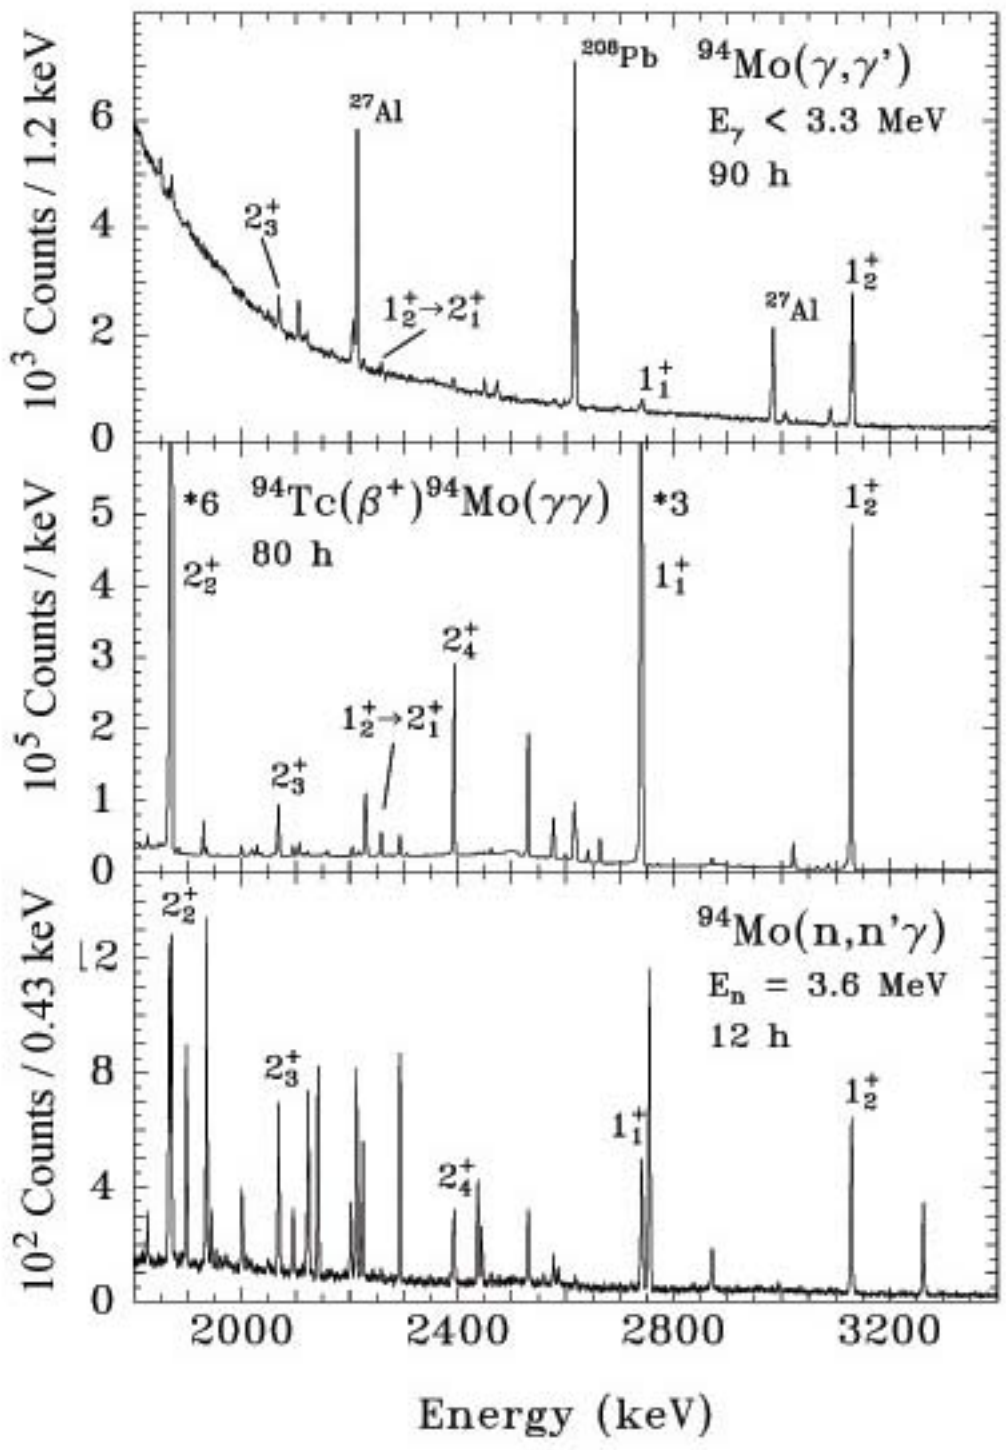 10³ Counts / 1.2 keV
6
4
2
0
²⁷Al
²⁰⁸Pb
⁹⁴Mo(γ,γ')
Eγ < 3.3 MeV
90 h
2₃⁺
1₂⁺→2₁⁺
1₁⁺
²⁷Al
1₂⁺
10⁵ Counts / keV
5
4
3
2
1
0
*6
⁹⁴Tc(β⁺)⁹⁴Mo(γγ)
*3
1₂⁺
80 h
2₂⁺
1₁⁺
2₄⁺
1₂⁺→2₁⁺
2₃⁺
10² Counts / 0.43 keV
12
8
4
0
2₂⁺
⁹⁴Mo(n,n'γ)
Eₙ = 3.6 MeV
12 h
2₃⁺
1₂⁺
1₁⁺
2₄⁺
2000 2400 2800 3200
Energy (keV)